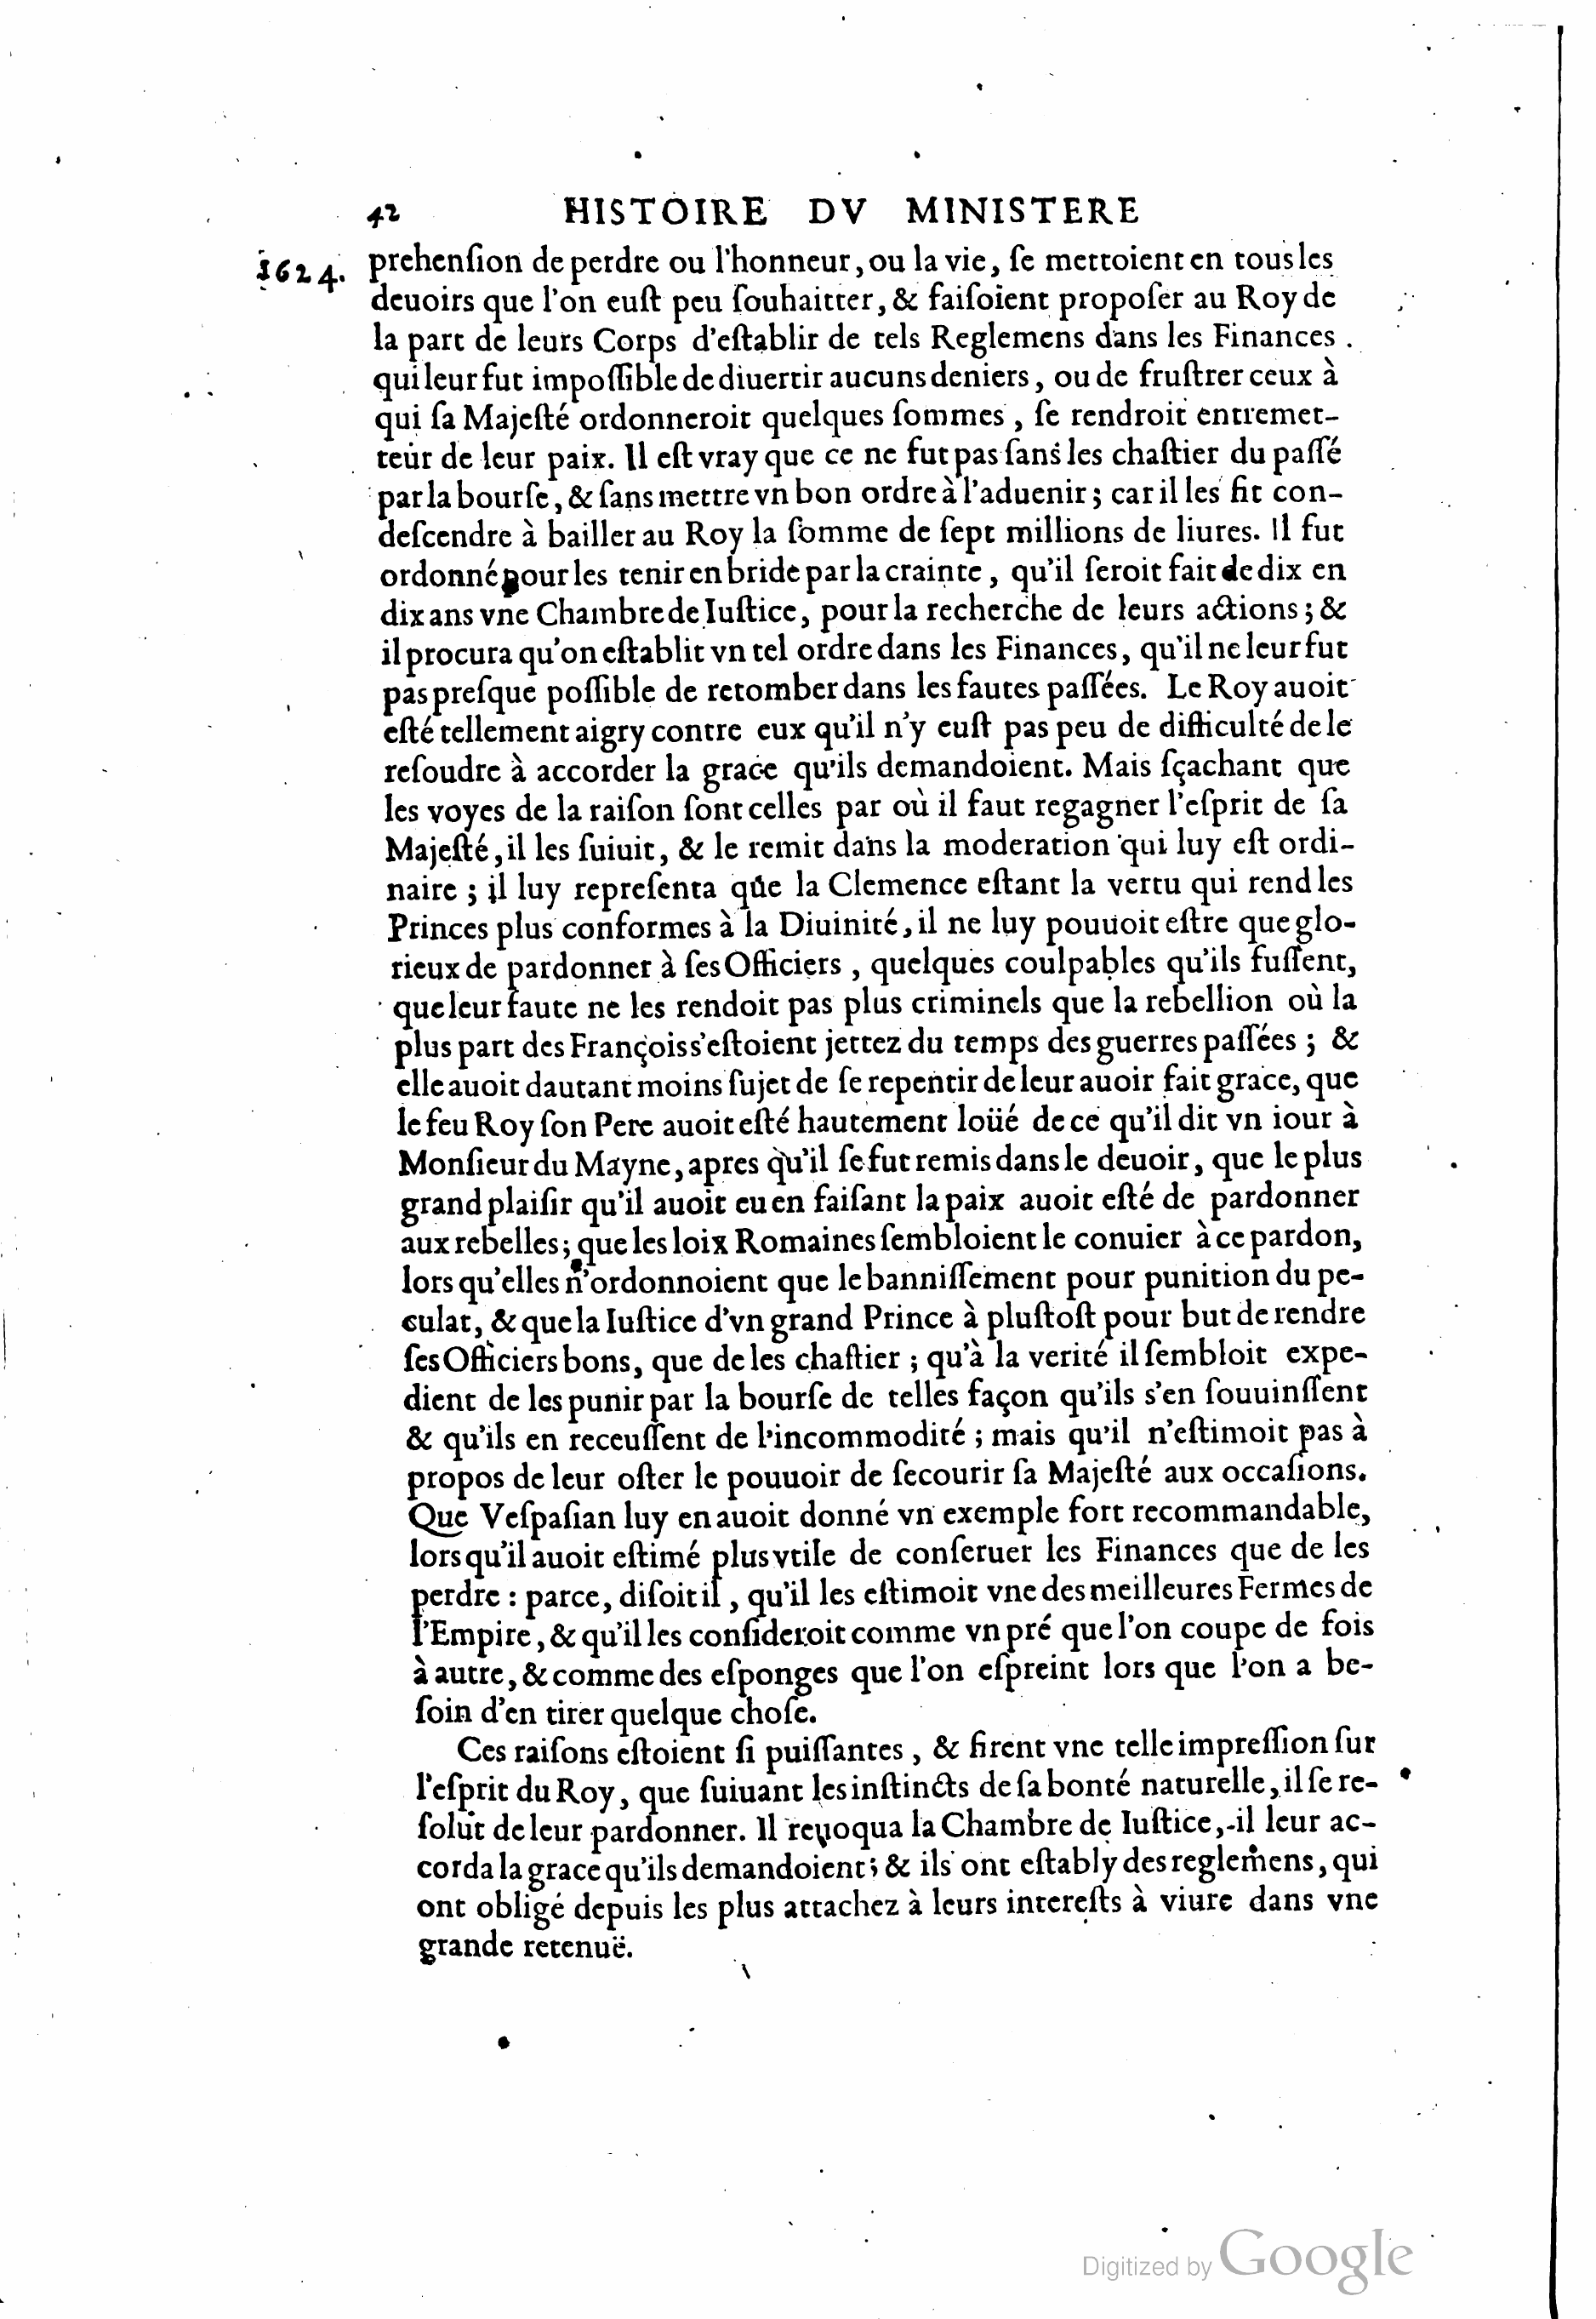 42 HISTOIRE DV MINISTERE
1624. prehenſion de perdre ou l'honneur, ou la vie, ſe mettoient en tous les
deuoirs que l'on euſt peu ſouhaitter, & faiſoient propoſer au Roy de
la part de leurs Corps d'eſtablir de tels Reglemens dans les Finances.
qui leur fut impoſſible de diuertir aucuns deniers, ou de fruſtrer ceux à
qui ſa Majeſté ordonneroit quelques ſommes, ſe rendroit entremet-
teur de leur paix. Il eſt vray que ce ne fut pas ſans les chaſtier du paſſé
par la bourſe, & ſans mettre vn bon ordre à l'aduenir; car il les fit con-
deſcendre à bailler au Roy la ſomme de ſept millions de liures. Il fut
ordonné pour les tenir en bride par la crainte, qu'il ſeroit fait de dix en
dix ans vne Chambre de Iuſtice, pour la recherche de leurs actions; &
il procura qu'on eſtablit vn tel ordre dans les Finances, qu'il ne leur fut
pas preſque poſſible de retomber dans les fautes paſſées. Le Roy auoit
eſté tellement aigry contre eux qu'il n'y euſt pas peu de difficulté de le
reſoudre à accorder la grace qu'ils demandoient. Mais ſçachant que
les voyes de la raiſon ſont celles par où il faut regagner l'eſprit de ſa
Majeſté, il les ſuiuit, & le remit dans la moderation qui luy eſt ordi-
naire; il luy repreſenta que la Clemence eſtant la vertu qui rend les
Princes plus conformes à la Diuinité, il ne luy pouuoit eſtre que glo-
rieux de pardonner à ſes Officiers, quelques coulpables qu'ils fuſſent,
que leur faute ne les rendoit pas plus criminels que la rebellion où la
plus part des François s'eſtoient jettez du temps des guerres paſſées; &
elle auoit dautant moins ſujet de ſe repentir de leur auoir fait grace, que
le feu Roy ſon Pere auoit eſté hautement loüé de ce qu'il dit vn iour à
Monſieur du Mayne, apres qu'il ſe fut remis dans le deuoir, que le plus
grand plaiſir qu'il auoit eu en faiſant la paix auoit eſté de pardonner
aux rebelles; que les loix Romaines ſembloient le conuier à ce pardon,
lors qu'elles n'ordonnoient que le banniſſement pour punition du pe-
culat, & que la Iuſtice d'vn grand Prince à pluſtoſt pour but de rendre
ſes Officiers bons, que de les chaſtier; qu'à la verité il ſembloit expe-
dient de les punir par la bourſe de telles façon qu'ils s'en ſouuinſſent
& qu'ils en receuſſent de l'incommodité; mais qu'il n'eſtimoit pas à
propos de leur oſter le pouuoir de ſecourir ſa Majeſté aux occaſions.
Que Veſpaſian luy en auoit donné vn exemple fort recommandable,
lors qu'il auoit eſtimé plus vtile de conſeruer les Finances que de les
perdre: parce, diſoit il, qu'il les eſtimoit vne des meilleures Fermes de
l'Empire, & qu'il les conſideroit comme vn pré que l'on coupe de fois
à autre, & comme des eſponges que l'on eſpreint lors que l'on a be-
ſoin d'en tirer quelque choſe.
Ces raiſons eſtoient ſi puiſſantes, & firent vne telle impreſſion ſur
l'eſprit du Roy, que ſuiuant les inſtincts de ſa bonté naturelle, il ſe re-
ſolut de leur pardonner. Il reuoqua la Chambre de Iuſtice, il leur ac-
corda la grace qu'ils demandoient; & ils ont eſtably des reglemens, qui
ont obligé depuis les plus attachez à leurs intereſts à viure dans vne
grande retenuë.
Digitized by Google